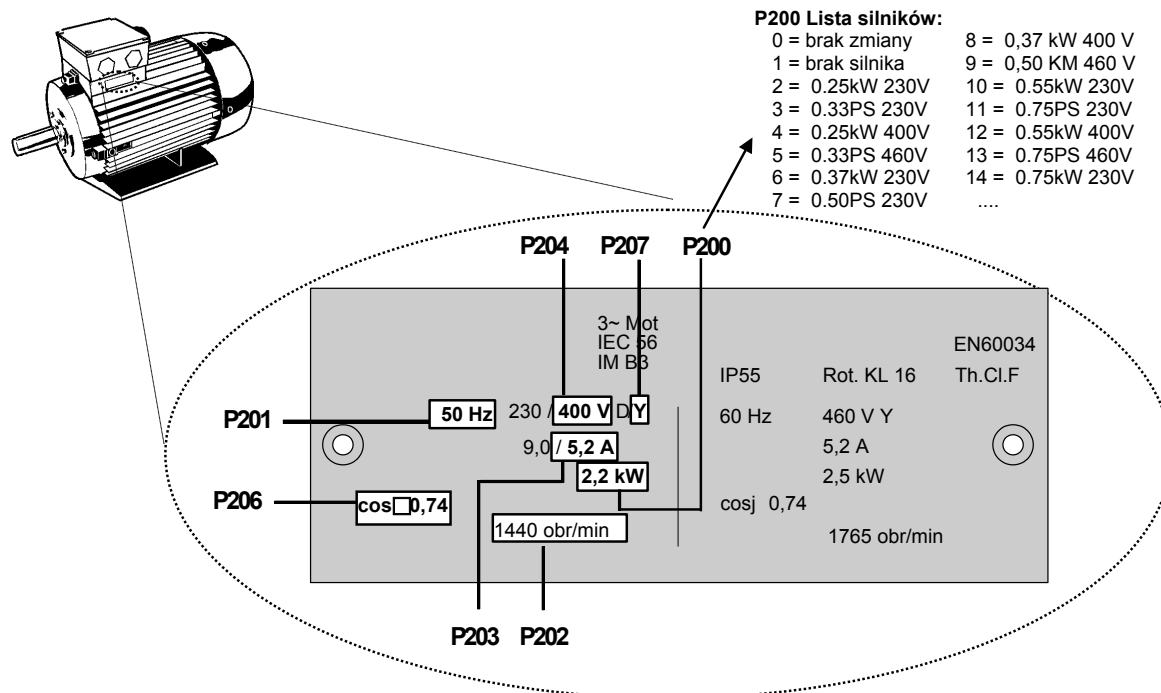 P200 Lista silników:
0 = brak zmiany
1 = brak silnika
2 = 0.25kW 230V
3 = 0.33PS 230V
4 = 0.25kW 400V
5 = 0.33PS 460V
6 = 0.37kW 230V
7 = 0.50PS 230V
8 = 0,37 kW 400 V
9 = 0,50 KM 460 V
10 = 0.55kW 230V
11 = 0.75PS 230V
12 = 0.55kW 400V
13 = 0.75PS 460V
14 = 0.75kW 230V
....
P204 P207 P200
3~ Mot
IEC 56
IM B3
EN60034
IP55 Rot. KL 16 Th.Cl.F
P201
50 Hz 230 / 400 V D Y
60 Hz 460 V Y
9,0 / 5,2 A
5,2 A
2,2 kW
2,5 kW
P206
cos□0,74
cosj 0,74
1440 obr/min
1765 obr/min
P203 P202